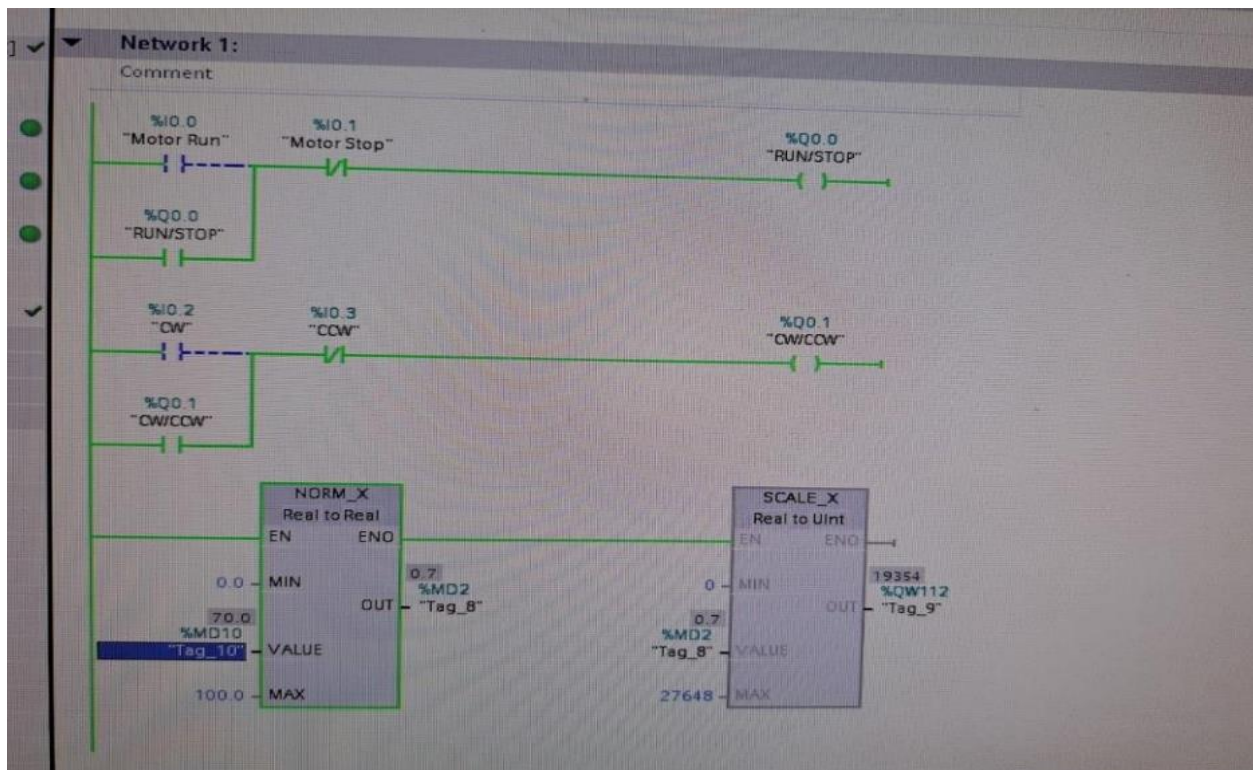 Network 1:
Comment
%I0.0
"Motor Run"
%I0.1
"Motor Stop"
%Q0.0
"RUN/STOP"
%Q0.0
"RUN/STOP"
%I0.2
"CW"
%I0.3
"CCW"
%Q0.1
"CW/CCW"
%Q0.1
"CW/CCW"
NORM_X
Real to Real
EN ENO
0.0 MIN
0.7
%MD2
OUT "Tag_8"
70.0
%MD10
"Tag_10" VALUE
100.0 MAX
SCALE_X
Real to UInt
EN ENO
0 MIN
19354
%QW112
OUT "Tag_9"
0.7
%MD2
"Tag_8" VALUE
27648 MAX